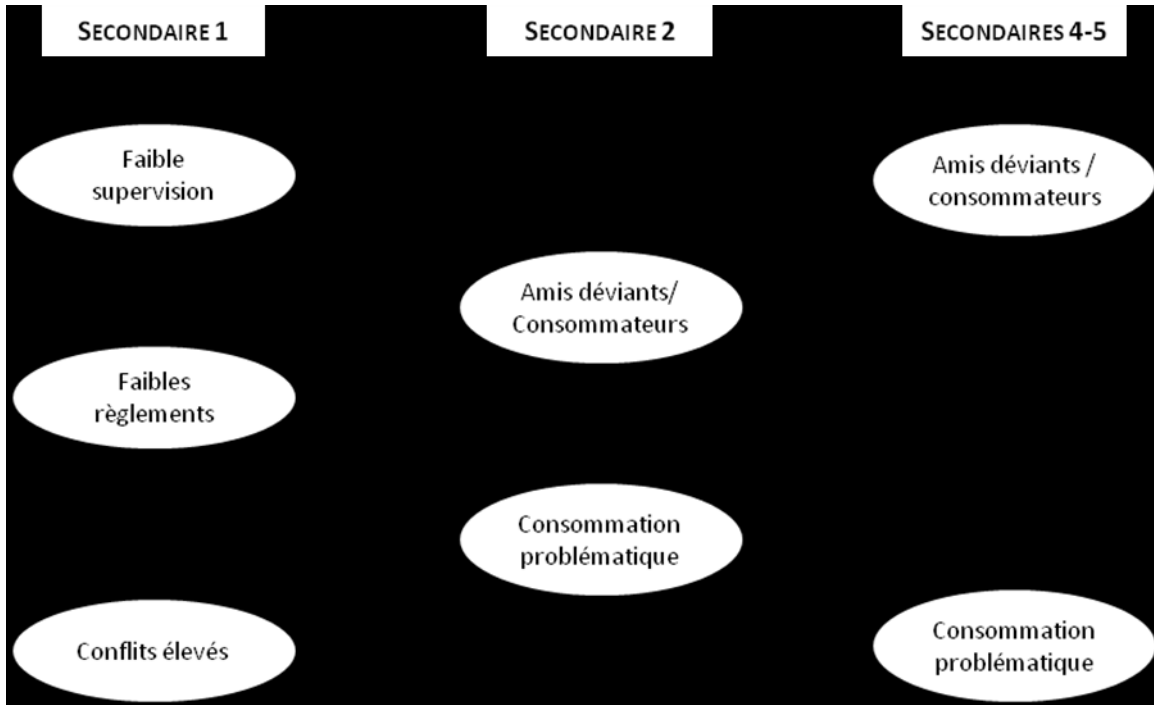 SECONDAIRE 1
SECONDAIRE 2
SECONDAIRES 4-5
Faible
supervision
Faibles
règlements
Conflits élevés
Amis déviants/
Consommateurs
Consommation
problématique
Amis déviants /
consommateurs
Consommation
problématique